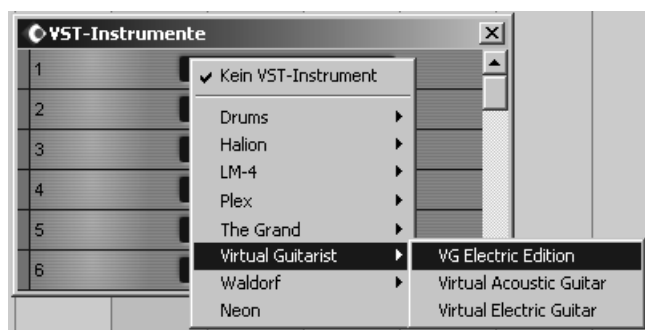 VST-Instrumente
1
Kein VST-Instrument
2
Drums
3
Halion
LM-4
4
Plex
5
The Grand
Virtual Guitarist
VG Electric Edition
6
Waldorf
Virtual Acoustic Guitar
Neon
Virtual Electric Guitar